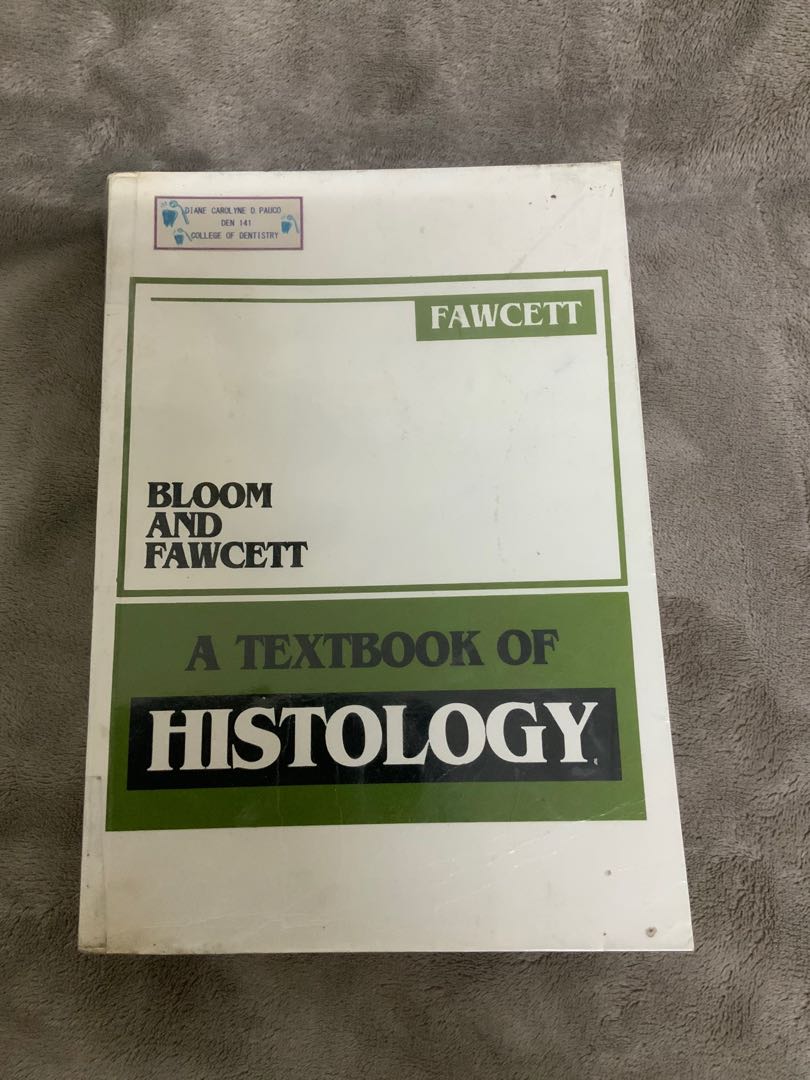 DIANE CAROLYNE D. PAUCO
DEN 141
COLLEGE OF DENTISTRY
FAWCETT
BLOOM
AND
FAWCETT
A TEXTBOOK OF
HISTOLOGY